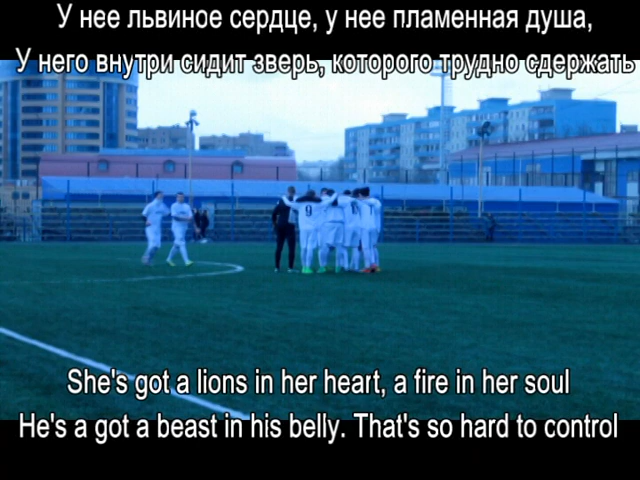 У нее львиное сердце, у нее пламенная душа,
У него внутри сидит зверь, которого трудно сдержать
9
She's got a lions in her heart, a fire in her soul
He's a got a beast in his belly. That's so hard to control